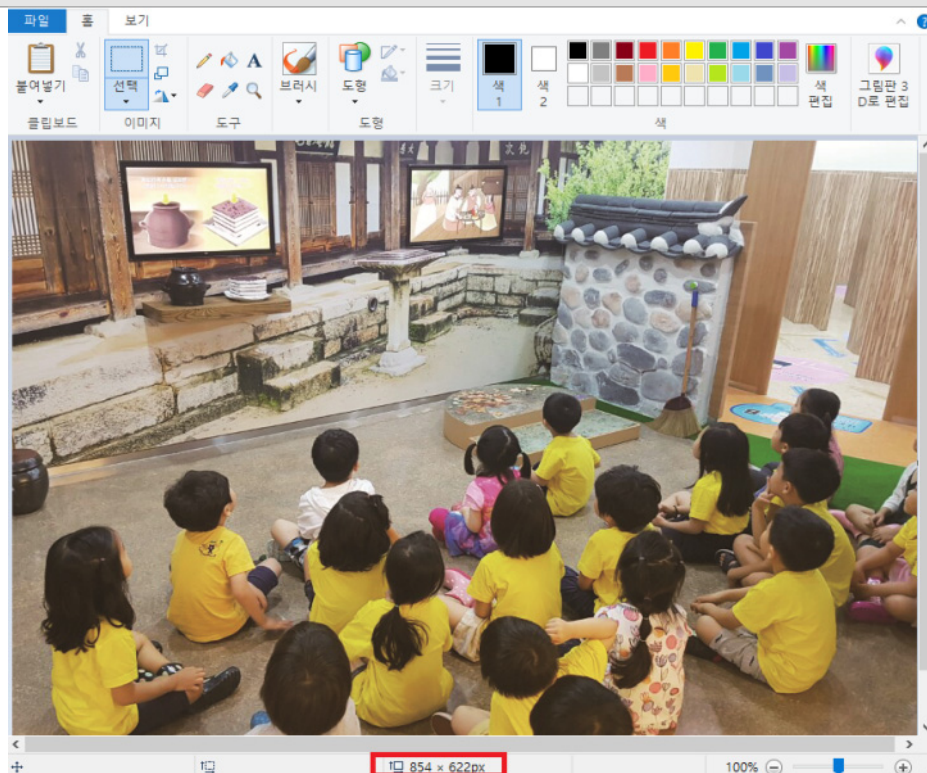 파일 홈 보기
붙여넣기 선택 A 브러시 도형 크기 색 1 색 2 색 편집 그림판 3D로 편집
클립보드 이미지 도구 도형 색
854 × 622px 100%